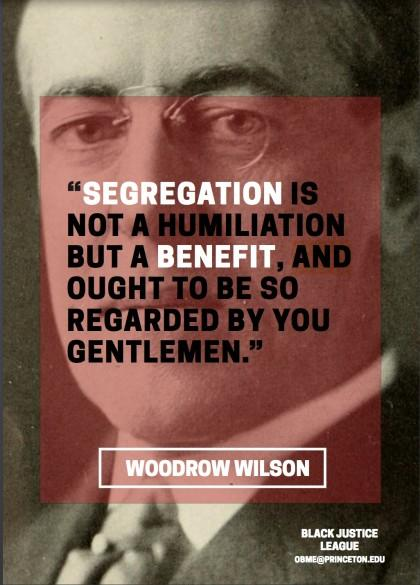 “SEGREGATION IS
NOT A HUMILIATION
BUT A BENEFIT, AND
OUGHT TO BE SO
REGARDED BY YOU
GENTLEMEN.”
WOODROW WILSON
BLACK JUSTICE
LEAGUE
OBME@PRINCETON.EDU